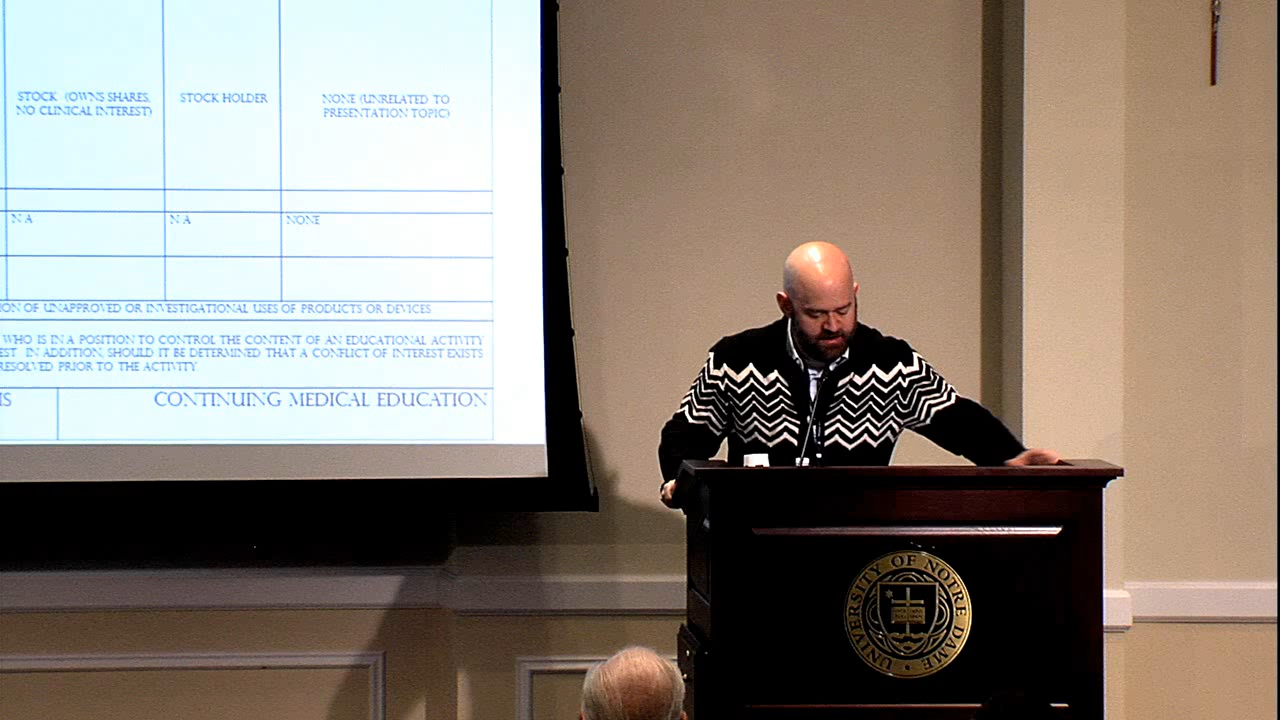 STOCK (OWNS SHARES,
NO CLINICAL INTEREST)
STOCK HOLDER
NONE (UNRELATED TO
PRESENTATION TOPIC)
N A
N A
NONE
ION OF UNAPPROVED OR INVESTIGATIONAL USES OF PRODUCTS OR DEVICES
WHO IS IN A POSITION TO CONTROL THE CONTENT OF AN EDUCATIONAL ACTIVITY
EST IN ADDITION, SHOULD IT BE DETERMINED THAT A CONFLICT OF INTEREST EXISTS
RESOLVED PRIOR TO THE ACTIVITY.
IS
CONTINUING MEDICAL EDUCATION
UNIVERSITY OF NOTRE DAME